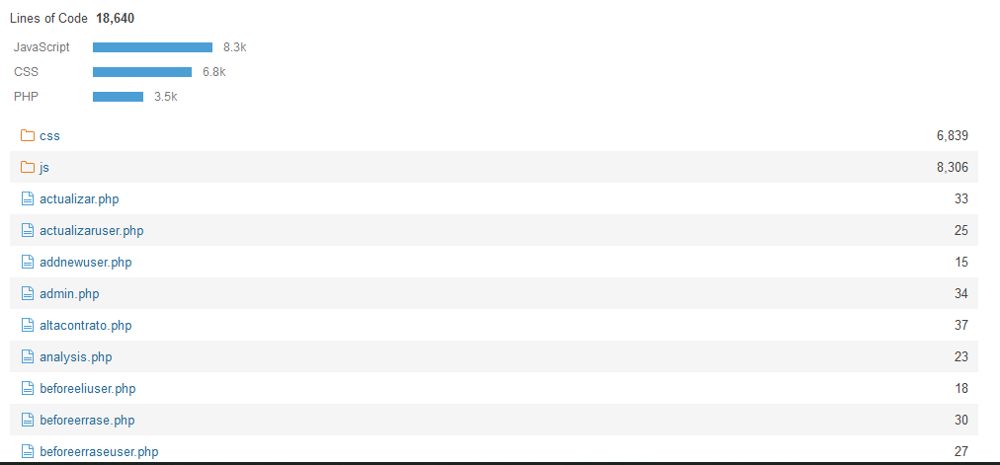 Lines of Code 18,640
JavaScript 8.3k
CSS 6.8k
PHP 3.5k
css 6,839
js 8,306
actualizar.php 33
actualizaruser.php 25
addnewuser.php 15
admin.php 34
altacontrato.php 37
analysis.php 23
beforeeliuser.php 18
beforeerrase.php 30
beforeerraseuser.php 27